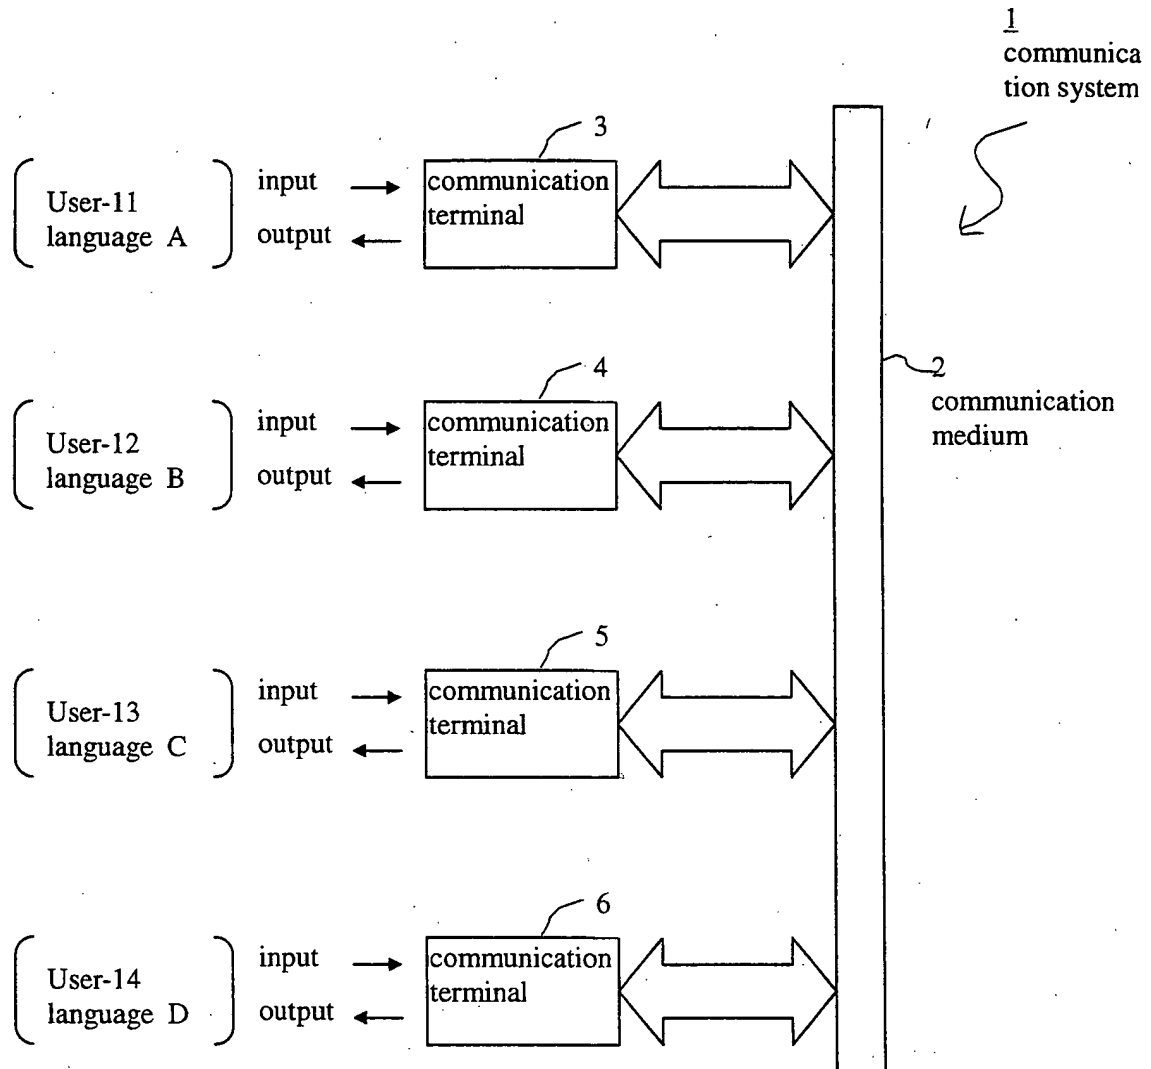 1
communica
tion system
3
User-11
language A
input
output
communication
terminal
2
communication
medium
4
User-12
language B
input
output
communication
terminal
5
User-13
language C
input
output
communication
terminal
6
User-14
language D
input
output
communication
terminal